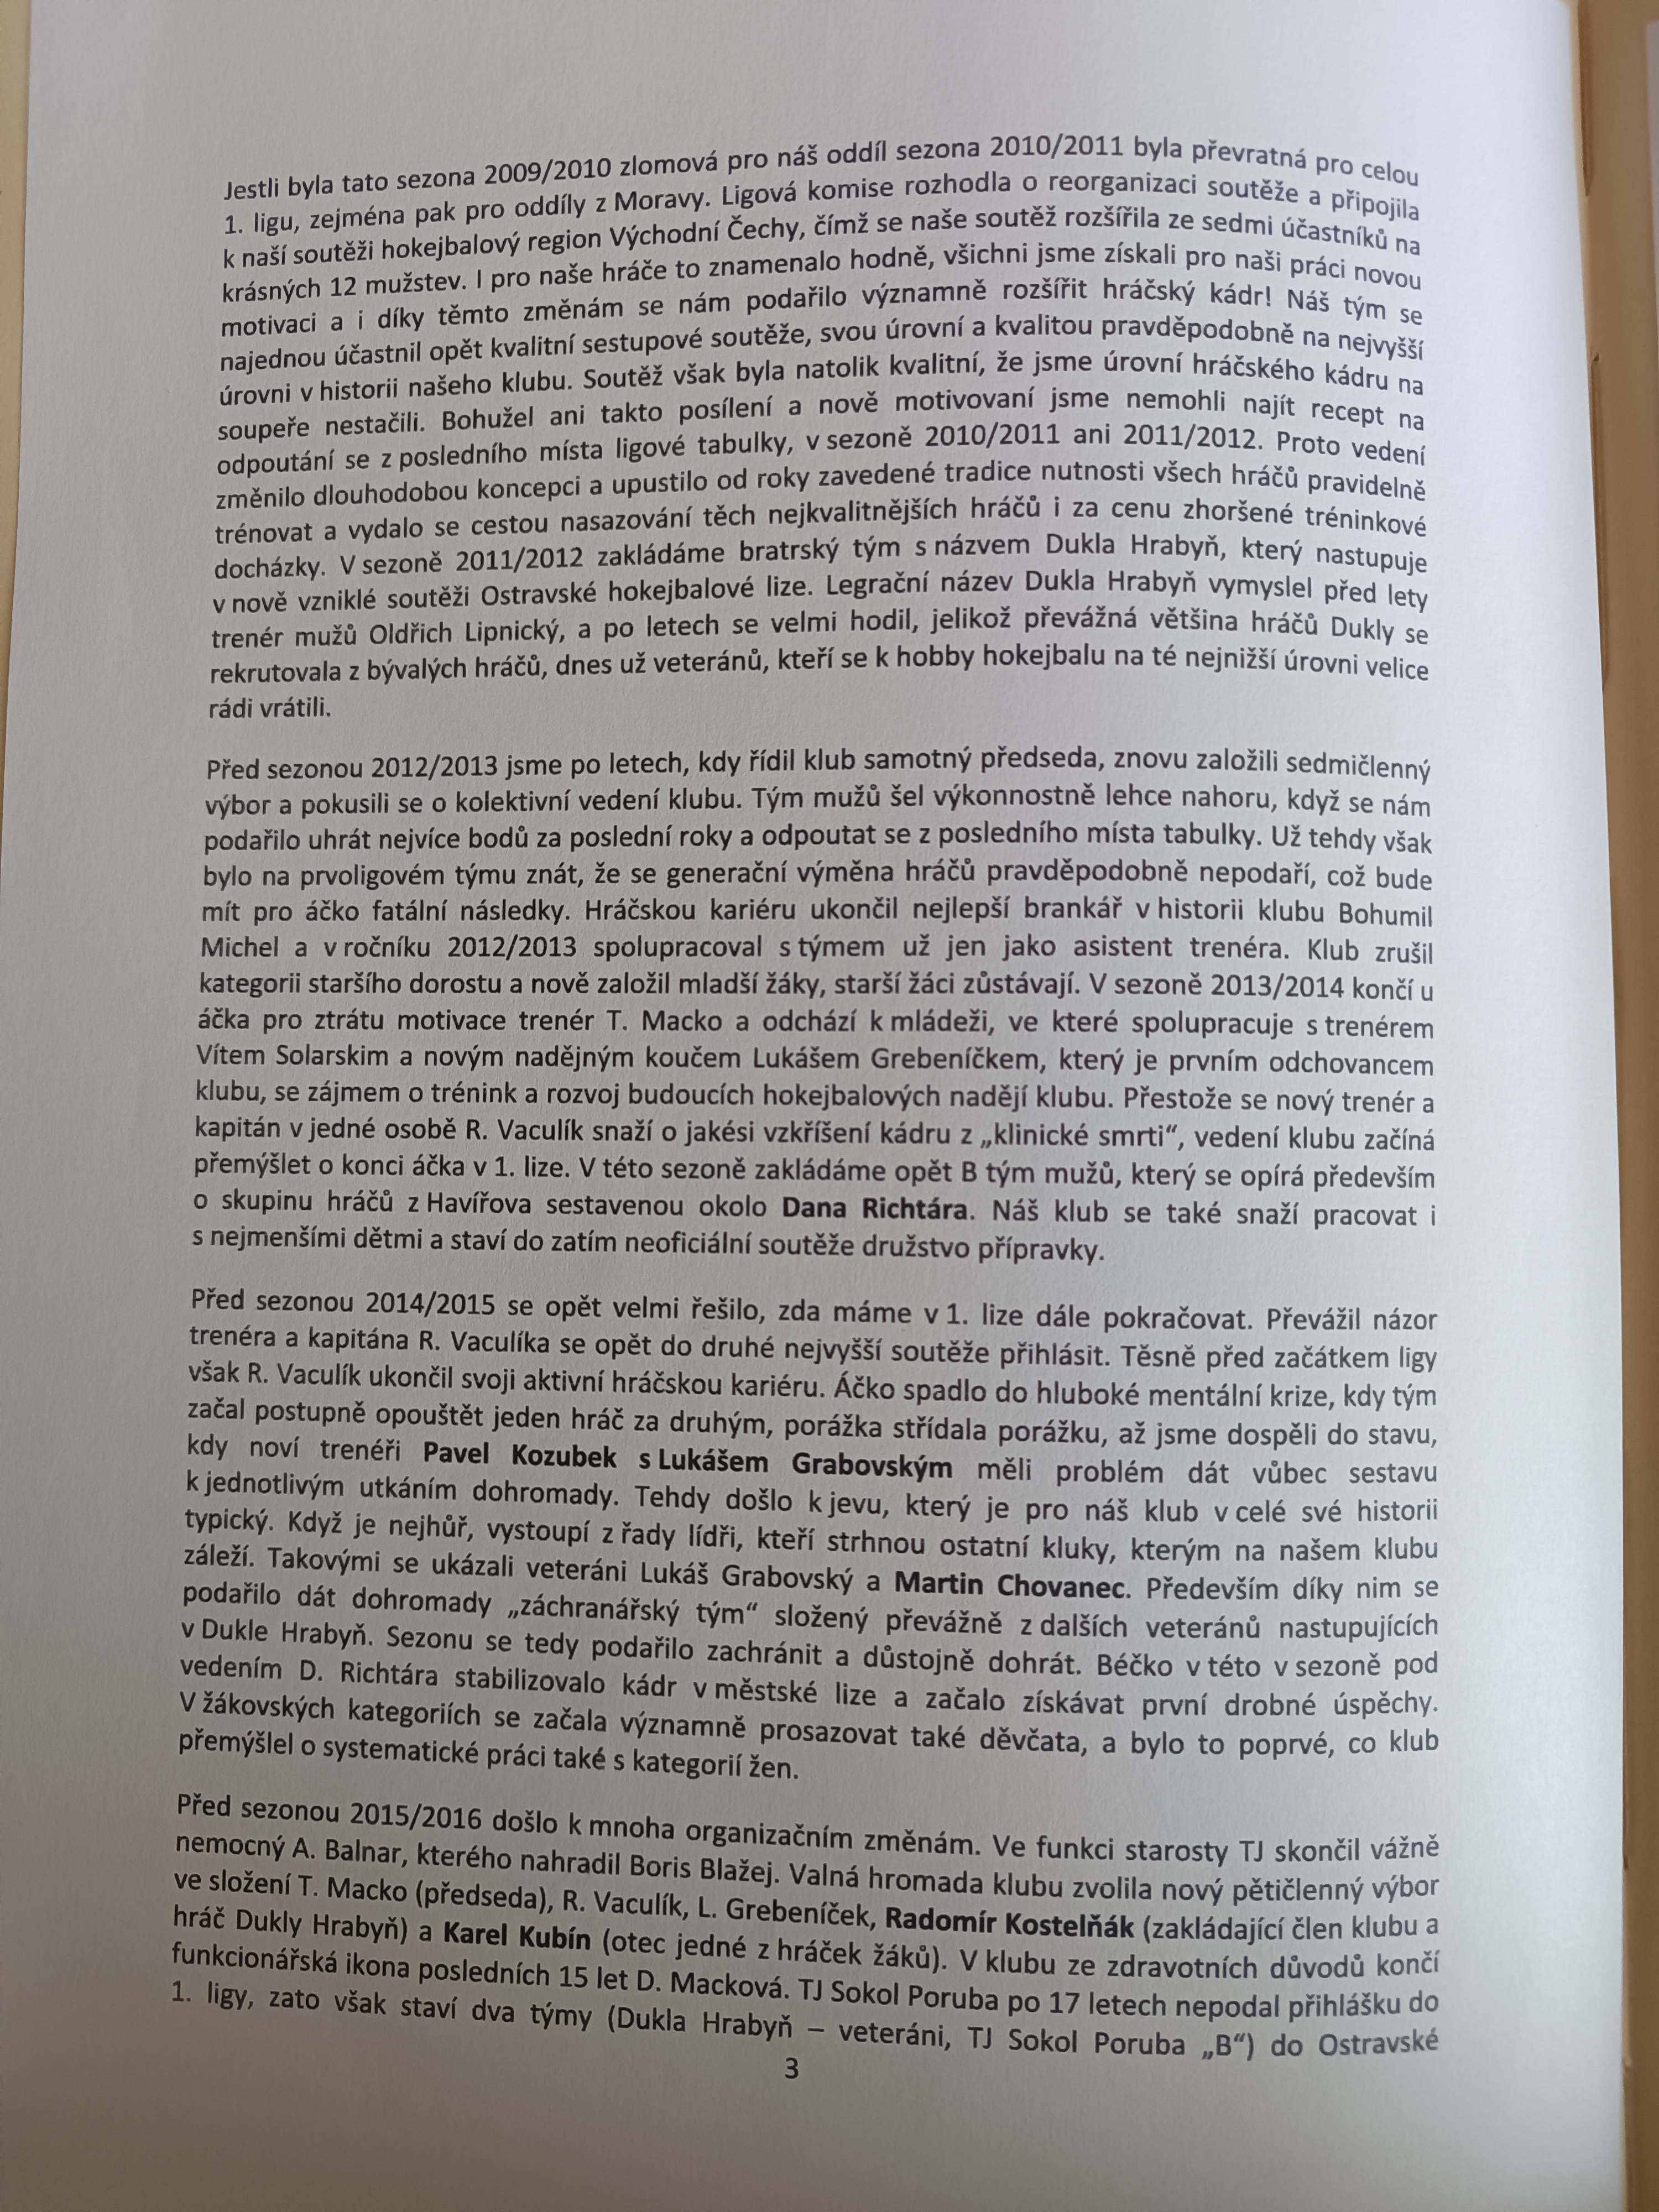 Jestli byla tato sezona 2009/2010 zlomová pro náš oddíl sezona 2010/2011 byla převratná pro celou
1. ligu, zejména pak pro oddíly z Moravy. Ligová komise rozhodla o reorganizaci soutěže a připojila
k naší soutěži hokejbalový region Východní Čechy, čímž se naše soutěž rozšířila ze sedmi účastníků na
krásných 12 mužstev. I pro naše hráče to znamenalo hodně, všichni jsme získali pro naši práci novou
motivaci a i díky těmto změnám se nám podařilo významně rozšířit hráčský kádr! Náš tým se
najednou účastnil opět kvalitní sestupové soutěže, svou úrovní a kvalitou pravděpodobně na nejvyšší
úrovni v historii našeho klubu. Soutěž však byla natolik kvalitní, že jsme úrovní hráčského kádru na
soupeře nestačili. Bohužel ani takto posílení a nově motivovaní jsme nemohli najít recept na
odpoutání se z posledního místa ligové tabulky, v sezoně 2010/2011 ani 2011/2012. Proto vedení
změnilo dlouhodobou koncepci a upustilo od roky zavedené tradice nutnosti všech hráčů pravidelně
trénovat a vydalo se cestou nasazování těch nejkvalitnějších hráčů i za cenu zhoršené tréninkové
docházky. V sezoně 2011/2012 zakládáme bratrský tým s názvem Dukla Hrabyň, který nastupuje
v nově vzniklé soutěži Ostravské hokejbalové lize. Legrační název Dukla Hrabyň vymyslel před lety
trenér mužů Oldřich Lipnický, a po letech se velmi hodil, jelikož převážná většina hráčů Dukly se
rekrutovala z bývalých hráčů, dnes už veteránů, kteří se k hobby hokejbalu na té nejnižší úrovni velice
rádi vrátili.
Před sezonou 2012/2013 jsme po letech, kdy řídil klub samotný předseda, znovu založili sedmičlenný
výbor a pokusili se o kolektivní vedení klubu. Tým mužů šel výkonnostně lehce nahoru, když se nám
podařilo uhrát nejvíce bodů za poslední roky a odpoutat se z posledního místa tabulky. Už tehdy však
bylo na prvoligovém týmu znát, že se generační výměna hráčů pravděpodobně nepodaří, což bude
mít pro áčko fatální následky. Hráčskou kariéru ukončil nejlepší brankář v historii klubu Bohumil
Michel a v ročníku 2012/2013 spolupracoval s týmem už jen jako asistent trenéra. Klub zrušil
kategorii staršího dorostu a nově založil mladší žáky, starší žáci zůstávají. V sezoně 2013/2014 končí u
áčka pro ztrátu motivace trenér T. Macko a odchází k mládeži, ve které spolupracuje s trenérem
Vítem Solarskim a novým nadějným koučem Lukášem Grebeníčkem, který je prvním odchovancem
klubu, se zájmem o trénink a rozvoj budoucích hokejbalových nadějí klubu. Přestože se nový trenér a
kapitán v jedné osobě R. Vaculík snaží o jakési vzkříšení kádru z „klinické smrti“, vedení klubu začíná
přemýšlet o konci áčka v 1. lize. V této sezoně zakládáme opět B tým mužů, který se opírá především
o skupinu hráčů z Havířova sestavenou okolo Dana Richtára. Náš klub se také snaží pracovat i
s nejmenšími dětmi a staví do zatím neoficiální soutěže družstvo přípravky.
Před sezonou 2014/2015 se opět velmi řešilo, zda máme v 1. lize dále pokračovat. Převážil názor
trenéra a kapitána R. Vaculíka se opět do druhé nejvyšší soutěže přihlásit. Těsně před začátkem ligy
však R. Vaculík ukončil svoji aktivní hráčskou kariéru. Áčko spadlo do hluboké mentální krize, kdy tým
začal postupně opouštět jeden hráč za druhým, porážka střídala porážku, až jsme dospěli do stavu,
kdy noví trenéři Pavel Kozubek s Lukášem Grabovským měli problém dát vůbec sestavu
k jednotlivým utkáním dohromady. Tehdy došlo k jevu, který je pro náš klub v celé své historii
typický. Když je nejhůř, vystoupí z řady lídři, kteří strhnou ostatní kluky, kterým na našem klubu
záleží. Takovými se ukázali veteráni Lukáš Grabovský a Martin Chovanec. Především díky nim se
podařilo dát dohromady „záchranářský tým“ složený převážně z dalších veteránů nastupujících
v Dukle Hrabyň. Sezonu se tedy podařilo zachránit a důstojně dohrát. Béčko v této v sezoně pod
vedením D. Richtára stabilizovalo kádr v městské lize a začalo získávat první drobné úspěchy.
V žákovských kategoriích se začala významně prosazovat také děvčata, a bylo to poprvé, co klub
přemýšlel o systematické práci také s kategorií žen.
Před sezonou 2015/2016 došlo k mnoha organizačním změnám. Ve funkci starosty TJ skončil vážně
nemocný A. Balnar, kterého nahradil Boris Blažej. Valná hromada klubu zvolila nový pětičlenný výbor
ve složení T. Macko (předseda), R. Vaculík, L. Grebeníček, Radomír Kostelňák (zakládající člen klubu a
hráč Dukly Hrabyň) a Karel Kubín (otec jedné z hráček žáků). V klubu ze zdravotních důvodů končí
funkcionářská ikona posledních 15 let D. Macková. TJ Sokol Poruba po 17 letech nepodal přihlášku do
1. ligy, zato však staví dva týmy (Dukla Hrabyň – veteráni, TJ Sokol Poruba „B“) do Ostravské
3